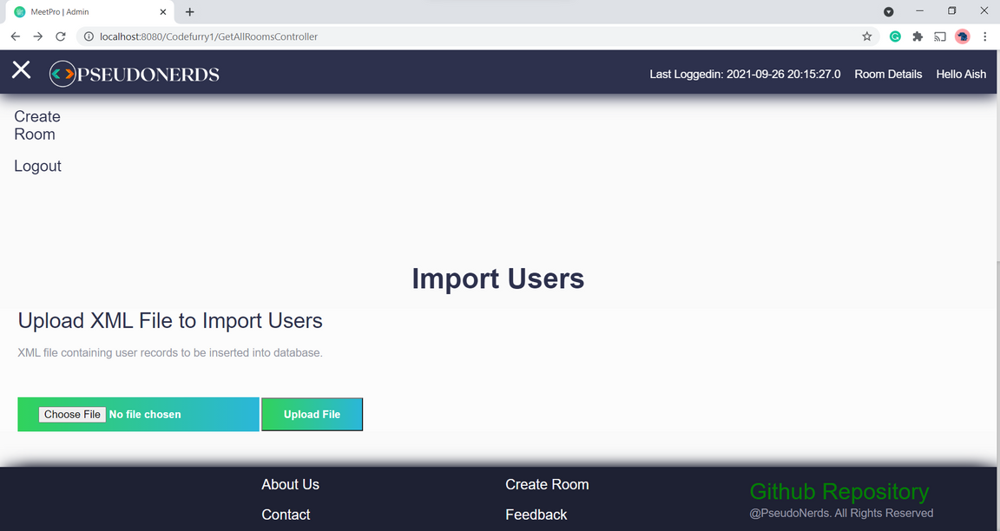 MeetPro | Admin
localhost:8080/Codefurry1/GetAllRoomsController
PSEUDONERDS
Last Loggedin: 2021-09-26 20:15:27.0
Room Details
Hello Aish
Create
Room
Logout
Import Users
Upload XML File to Import Users
XML file containing user records to be inserted into database.
Choose File No file chosen
Upload File
About Us
Create Room
Github Repository
@PseudoNerds. All Rights Reserved
Contact
Feedback